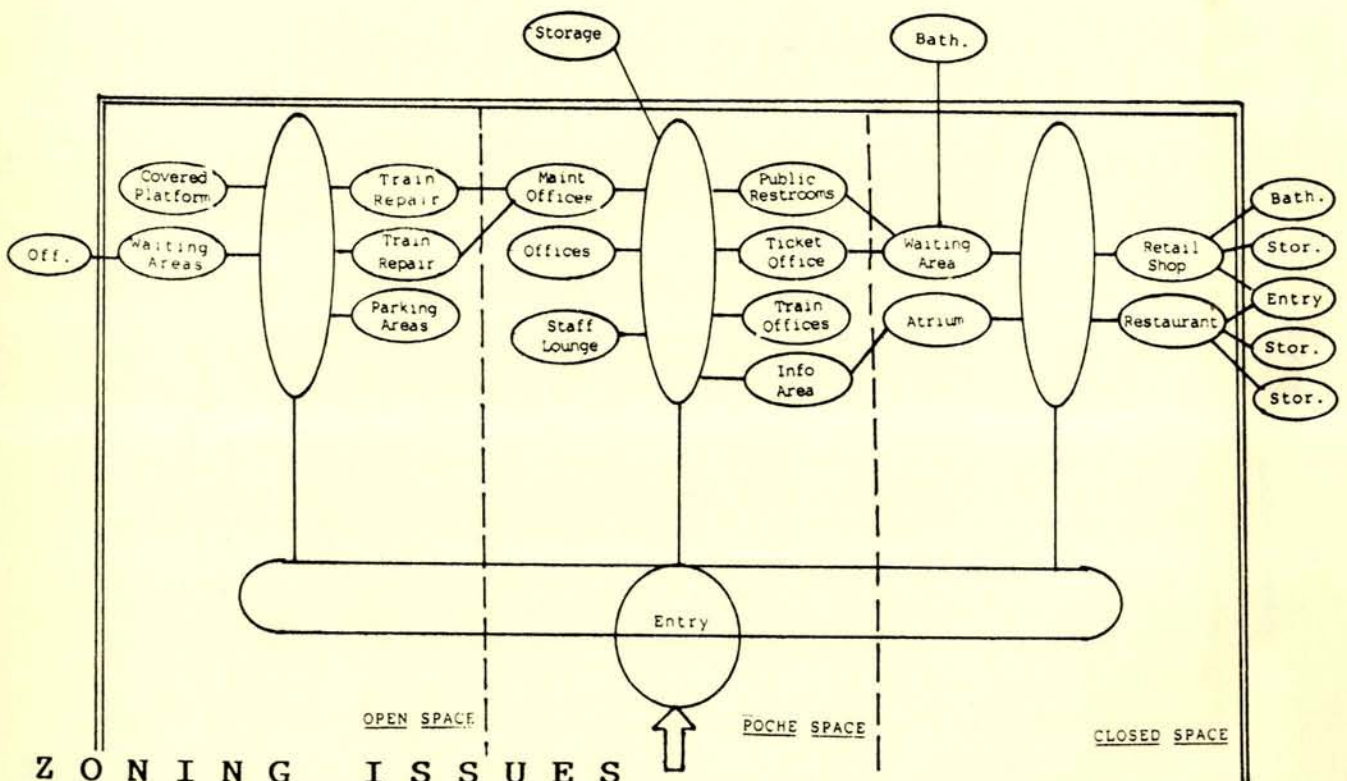 Storage
Bath.
Covered
Platform
Train
Repair
Maint
Offices
Public
Restrooms
Bath.
Off.
Waiting
Areas
Train
Repair
Offices
Ticket
Office
Waiting
Area
Retail
Shop
Stor.
Parking
Areas
Staff
Lounge
Train
Offices
Atrium
Restaurant
Entry
Stor.
Info
Area
Stor.
Entry
OPEN SPACE
POCHE SPACE
CLOSED SPACE
ZONING ISSUES